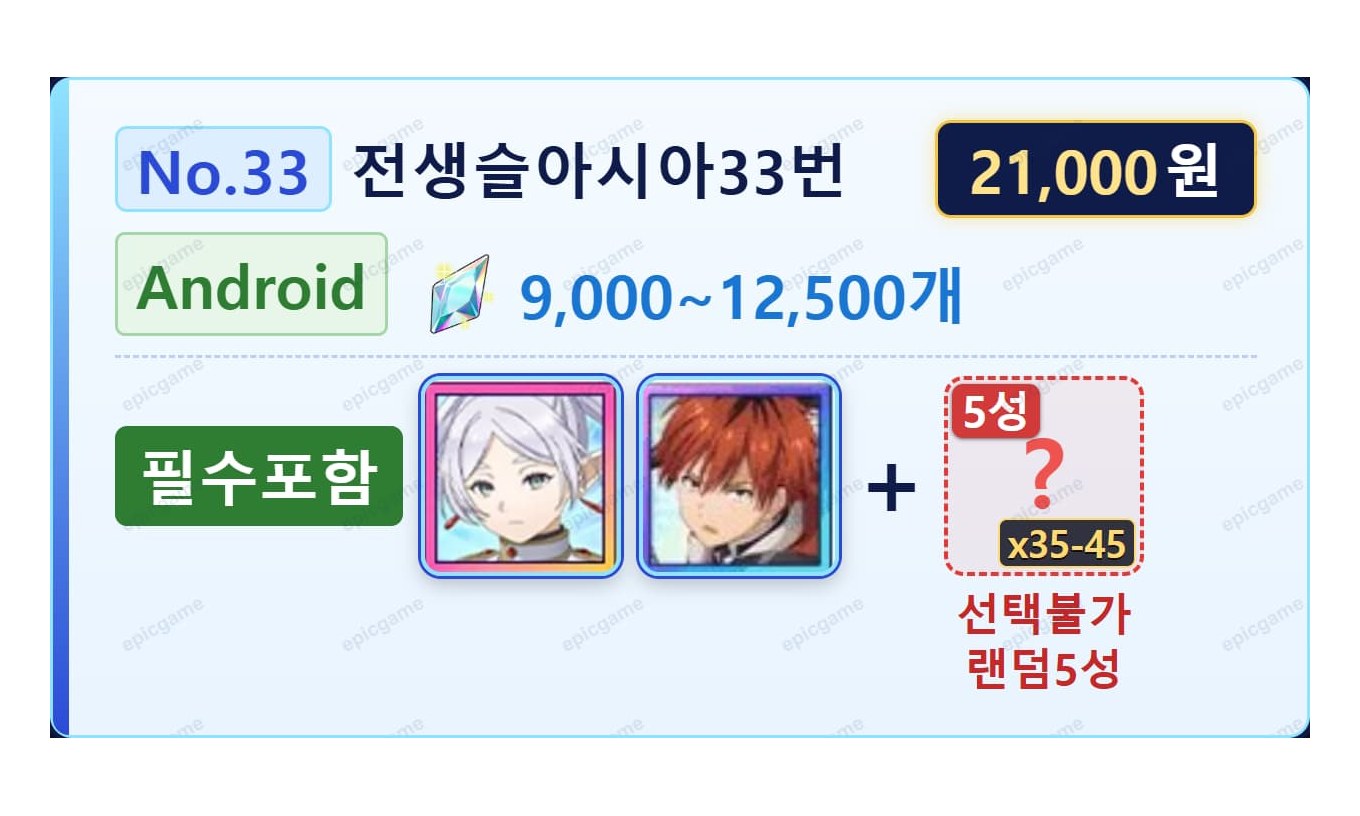 No.33 전생슬아시아33번 21,000원
Android 9,000~12,500개
필수포함 + 5성
?
x35-45
선택불가
랜덤5성
epicgame